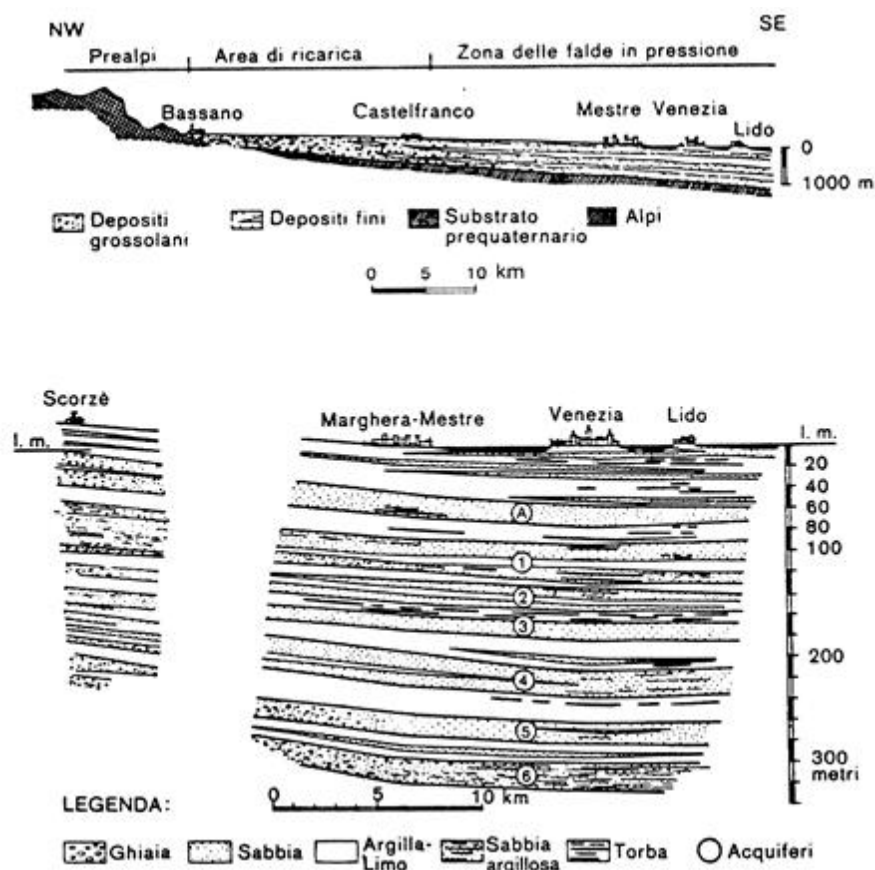 NW SE
Prealpi Area di ricarica Zona delle falde in pressione
Bassano Castelfranco Mestre Venezia
Lido
0
1000 m
Depositi grossolani
Depositi fini
Substrato prequaternario
Alpi
0 5 10 km
Scorzè
Marghera-Mestre Venezia Lido
l. m. l. m.
20
40
60
A
80
100
1
2
3
200
4
5
300
metri
6
LEGENDA:
0 5 10 km
Ghiaia
Sabbia
Argilla-
Limo
Sabbia
argillosa
Torba
Acquiferi